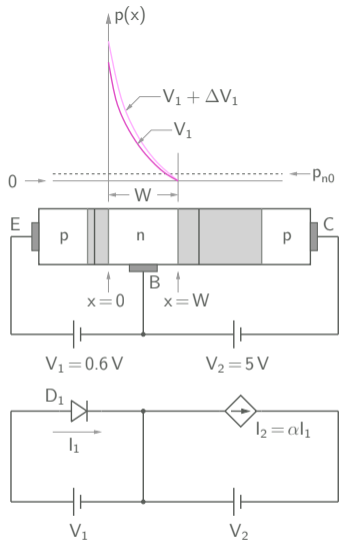 p(x)
V1 + ΔV1
V1
0
W
pn0
E
C
p
n
p
B
x = 0
x = W
V1 = 0.6 V
V2 = 5 V
D1
I1
I2 = αI1
V1
V2